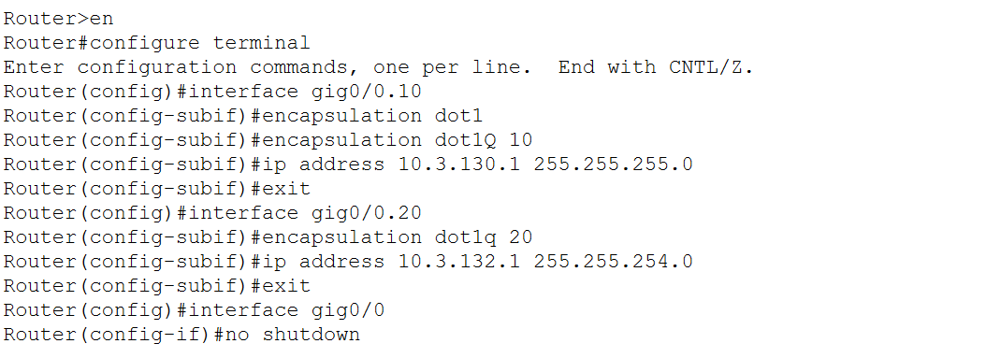 Router>en
Router#configure terminal
Enter configuration commands, one per line.  End with CNTL/Z.
Router(config)#interface gig0/0.10
Router(config-subif)#encapsulation dot1
Router(config-subif)#encapsulation dot1Q 10
Router(config-subif)#ip address 10.3.130.1 255.255.255.0
Router(config-subif)#exit
Router(config)#interface gig0/0.20
Router(config-subif)#encapsulation dot1q 20
Router(config-subif)#ip address 10.3.132.1 255.255.254.0
Router(config-subif)#exit
Router(config)#interface gig0/0
Router(config-if)#no shutdown